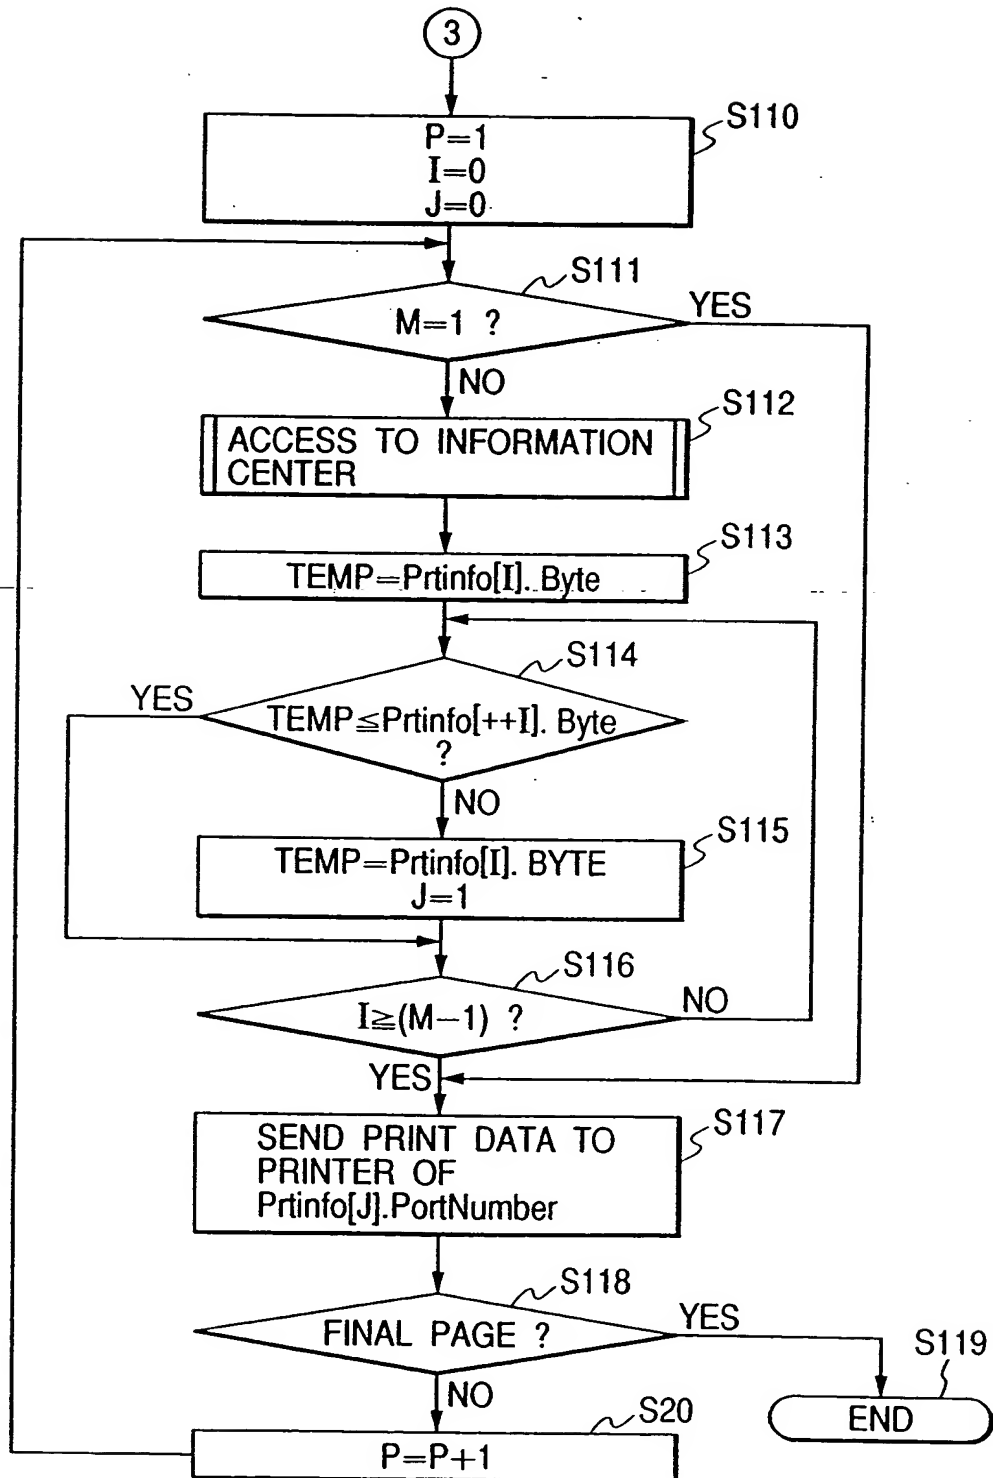 3
S110
P=1
I=0
J=0
S111
M=1 ?
YES
NO
S112
ACCESS TO INFORMATION
CENTER
S113
TEMP=Prtinfo[I]. Byte
S114
YES
TEMP≦Prtinfo[++I]. Byte
?
NO
S115
TEMP=Prtinfo[I]. BYTE
J=1
S116
I≧(M−1) ?
NO
YES
S117
SEND PRINT DATA TO
PRINTER OF
Prtinfo[J].PortNumber
S118
FINAL PAGE ?
YES
S119
END
NO
S20
P=P+1